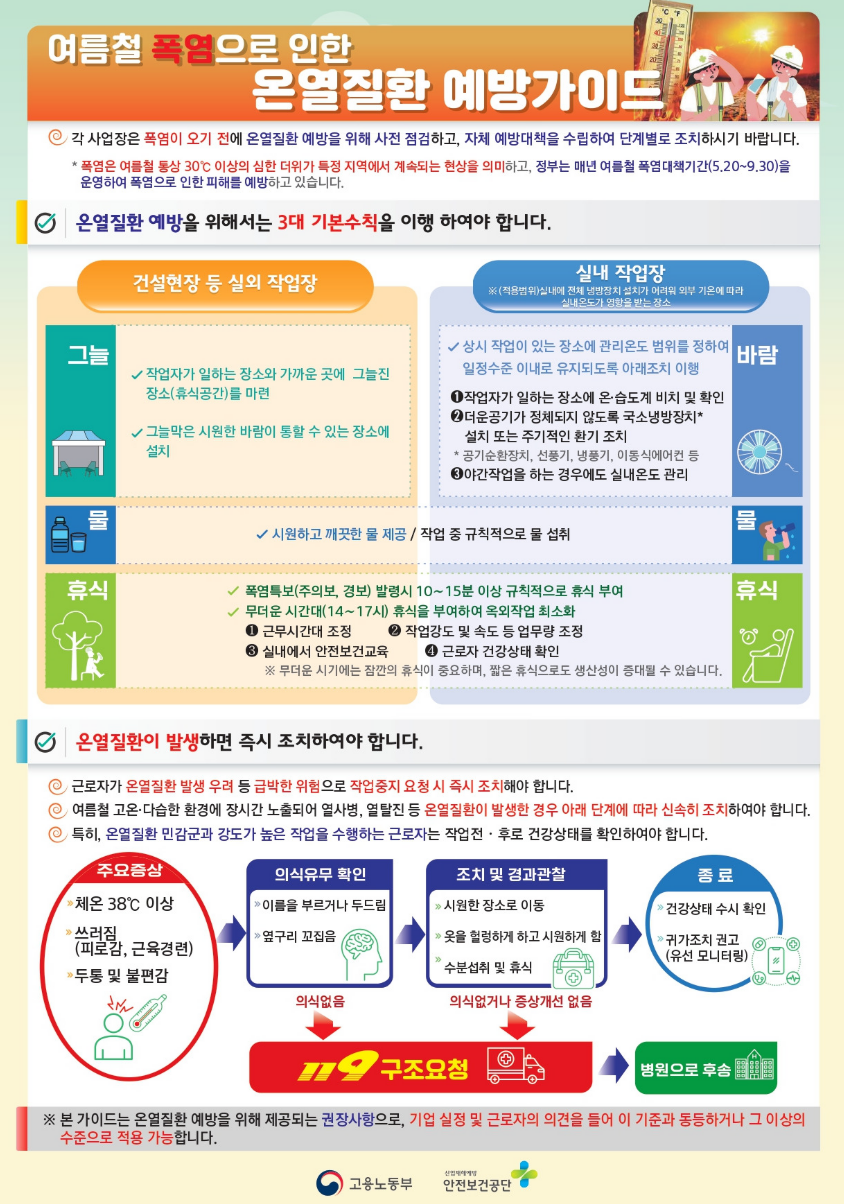 여름철 폭염으로 인한
온열질환 예방가이드
각 사업장은 폭염이 오기 전에 온열질환 예방을 위해 사전 점검하고, 자체 예방대책을 수립하여 단계별로 조치하시기 바랍니다.
* 폭염은 여름철 통상 30℃ 이상의 심한 더위가 특정 지역에서 계속되는 현상을 의미하고, 정부는 매년 여름철 폭염대책기간(5.20~9.30)을
운영하여 폭염으로 인한 피해를 예방하고 있습니다.
온열질환 예방을 위해서는 3대 기본수칙을 이행 하여야 합니다.
건설현장 등 실외 작업장
그늘
✓ 작업자가 일하는 장소와 가까운 곳에 그늘진
장소(휴식공간)를 마련
✓ 그늘막은 시원한 바람이 통할 수 있는 장소에
설치
실내 작업장
※ (적용범위)실내에 전체 냉방장치 설치가 어려워 외부 기온에 따라
실내온도가 영향을 받는 장소
바람
✓ 상시 작업이 있는 장소에 관리온도 범위를 정하여
일정수준 이내로 유지되도록 아래조치 이행
❶작업자가 일하는 장소에 온·습도계 비치 및 확인
❷더운공기가 정체되지 않도록 국소냉방장치*
설치 또는 주기적인 환기 조치
* 공기순환장치, 선풍기, 냉풍기, 이동식에어컨 등
❸야간작업을 하는 경우에도 실내온도 관리
물
✓ 시원하고 깨끗한 물 제공 / 작업 중 규칙적으로 물 섭취
물
휴식
✓ 폭염특보(주의보, 경보) 발령시 10~15분 이상 규칙적으로 휴식 부여
✓ 무더운 시간대(14~17시) 휴식을 부여하여 옥외작업 최소화
❶ 근무시간대 조정 ❷ 작업강도 및 속도 등 업무량 조정
❸ 실내에서 안전보건교육 ❹ 근로자 건강상태 확인
※ 무더운 시기에는 잠깐의 휴식이 중요하며, 짧은 휴식으로도 생산성이 증대될 수 있습니다.
휴식
온열질환이 발생하면 즉시 조치하여야 합니다.
근로자가 온열질환 발생 우려 등 급박한 위험으로 작업중지 요청 시 즉시 조치해야 합니다.
여름철 고온·다습한 환경에 장시간 노출되어 열사병, 열탈진 등 온열질환이 발생한 경우 아래 단계에 따라 신속히 조치하여야 합니다.
특히, 온열질환 민감군과 강도가 높은 작업을 수행하는 근로자는 작업전·후로 건강상태를 확인하여야 합니다.
주요증상
» 체온 38℃ 이상
» 쓰러짐
(피로감, 근육경련)
» 두통 및 불편감
의식유무 확인
» 이름을 부르거나 두드림
» 옆구리 꼬집음
의식없음
조치 및 경과관찰
» 시원한 장소로 이동
» 옷을 헐렁하게 하고 시원하게 함
» 수분섭취 및 휴식
의식없거나 증상개선 없음
종 료
» 건강상태 수시 확인
» 귀가조치 권고
(유선 모니터링)
119 구조요청
병원으로 후송
※ 본 가이드는 온열질환 예방을 위해 제공되는 권장사항으로, 기업 실정 및 근로자의 의견을 들어 이 기준과 동등하거나 그 이상의
수준으로 적용 가능합니다.
고용노동부
산업재해예방
안전보건공단